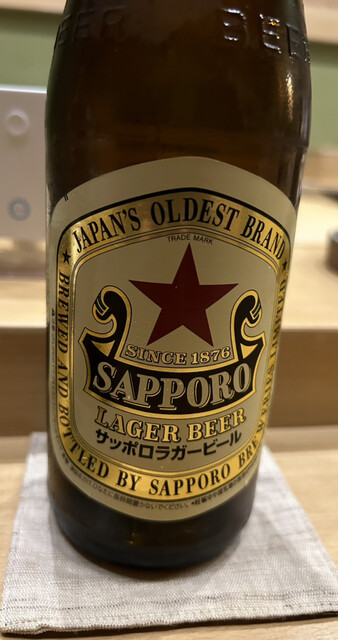 BEER
JAPAN'S OLDEST BRAND
TRADE MARK
SINCE 1876
SAPPORO
LAGER BEER
サッポロラガービール
BREWED AND BOTTLED BY SAPPORO